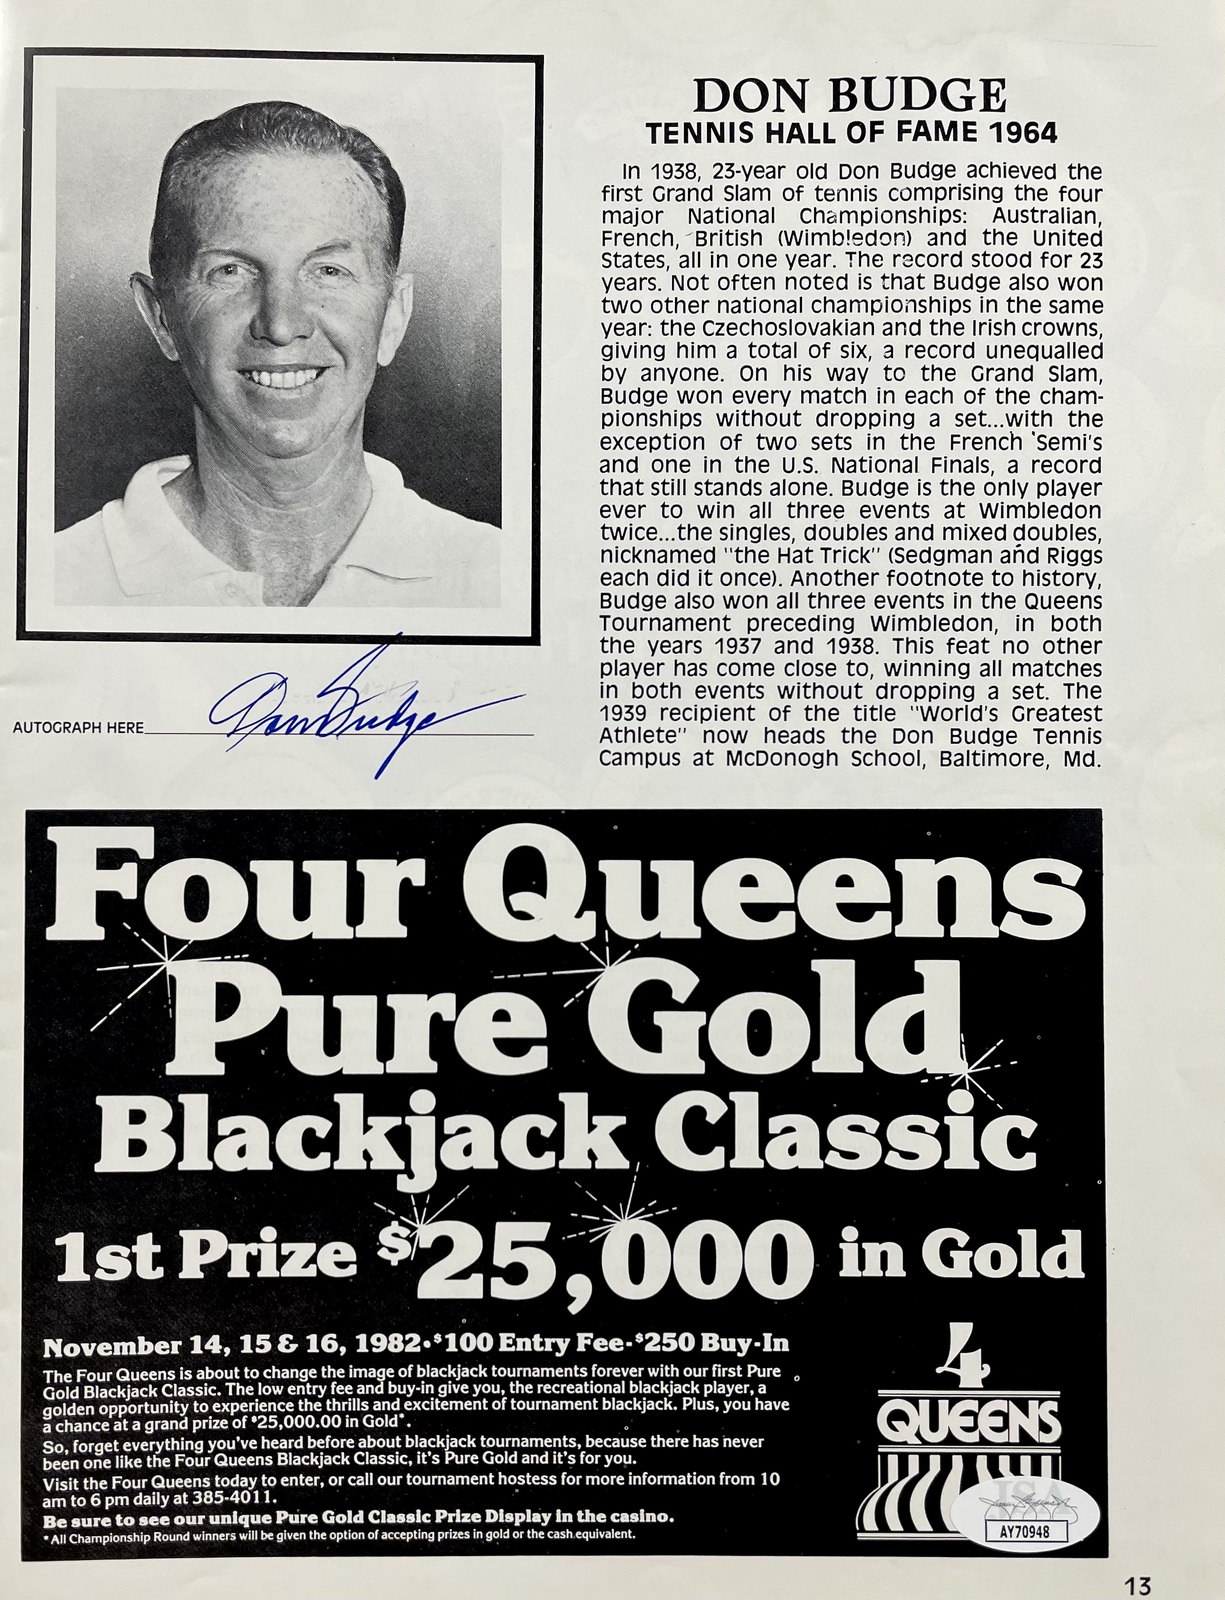 DON BUDGE
TENNIS HALL OF FAME 1964
In 1938, 23-year old Don Budge achieved the
first Grand Slam of tennis comprising the four
major National Championships: Australian,
French, British (Wimbledon) and the United
States, all in one year. The record stood for 23
years. Not often noted is that Budge also won
two other national championships in the same
year: the Czechoslovakian and the Irish crowns,
giving him a total of six, a record unequalled
by anyone. On his way to the Grand Slam,
Budge won every match in each of the cham-
pionships without dropping a set...with the
exception of two sets in the French 'Semi's
and one in the U.S. National Finals, a record
that still stands alone. Budge is the only player
ever to win all three events at Wimbledon
twice...the singles, doubles and mixed doubles,
nicknamed "the Hat Trick" (Sedgman and Riggs
each did it once). Another footnote to history,
Budge also won all three events in the Queens
Tournament preceding Wimbledon, in both
the years 1937 and 1938. This feat no other
player has come close to, winning all matches
in both events without dropping a set. The
1939 recipient of the title "World's Greatest
Athlete" now heads the Don Budge Tennis
Campus at McDonogh School, Baltimore, Md.
Don Budge
AUTOGRAPH HERE
Four Queens
Pure Gold
Blackjack Classic
1st Prize $25,000 in Gold
November 14, 15 & 16, 1982•$100 Entry Fee-$250 Buy-In
The Four Queens is about to change the image of blackjack tournaments forever with our first Pure
Gold Blackjack Classic. The low entry fee and buy-in give you, the recreational blackjack player, a
golden opportunity to experience the thrills and excitement of tournament blackjack. Plus, you have
a chance at a grand prize of $25,000.00 in Gold*.
So, forget everything you've heard before about blackjack tournaments, because there has never
been one like the Four Queens Blackjack Classic, it's Pure Gold and it's for you.
Visit the Four Queens today to enter, or call our tournament hostess for more information from 10
am to 6 pm daily at 385-4011.
Be sure to see our unique Pure Gold Classic Prize Display in the casino.
*All Championship Round winners will be given the option of accepting prizes in gold or the cash equivalent.
4
QUEENS
JSA
AY70948
13